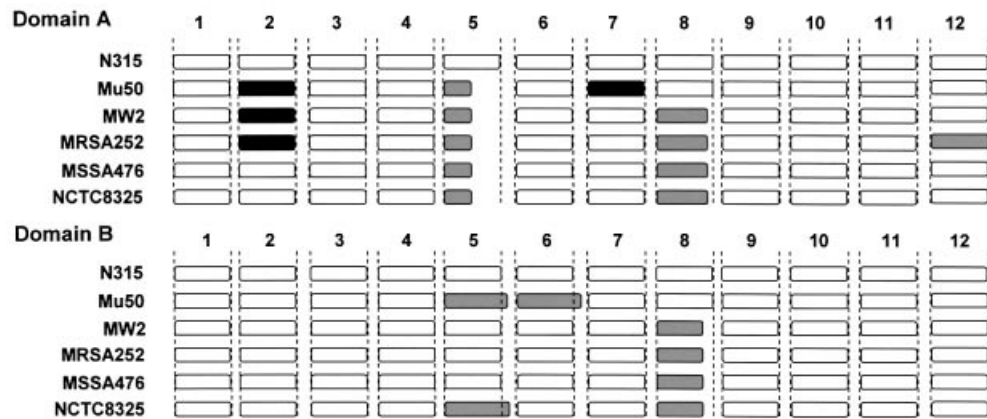 Domain A 1 2 3 4 5 6 7 8 9 10 11 12
N315
Mu50
MW2
MRSA252
MSSA476
NCTC8325
Domain B 1 2 3 4 5 6 7 8 9 10 11 12
N315
Mu50
MW2
MRSA252
MSSA476
NCTC8325